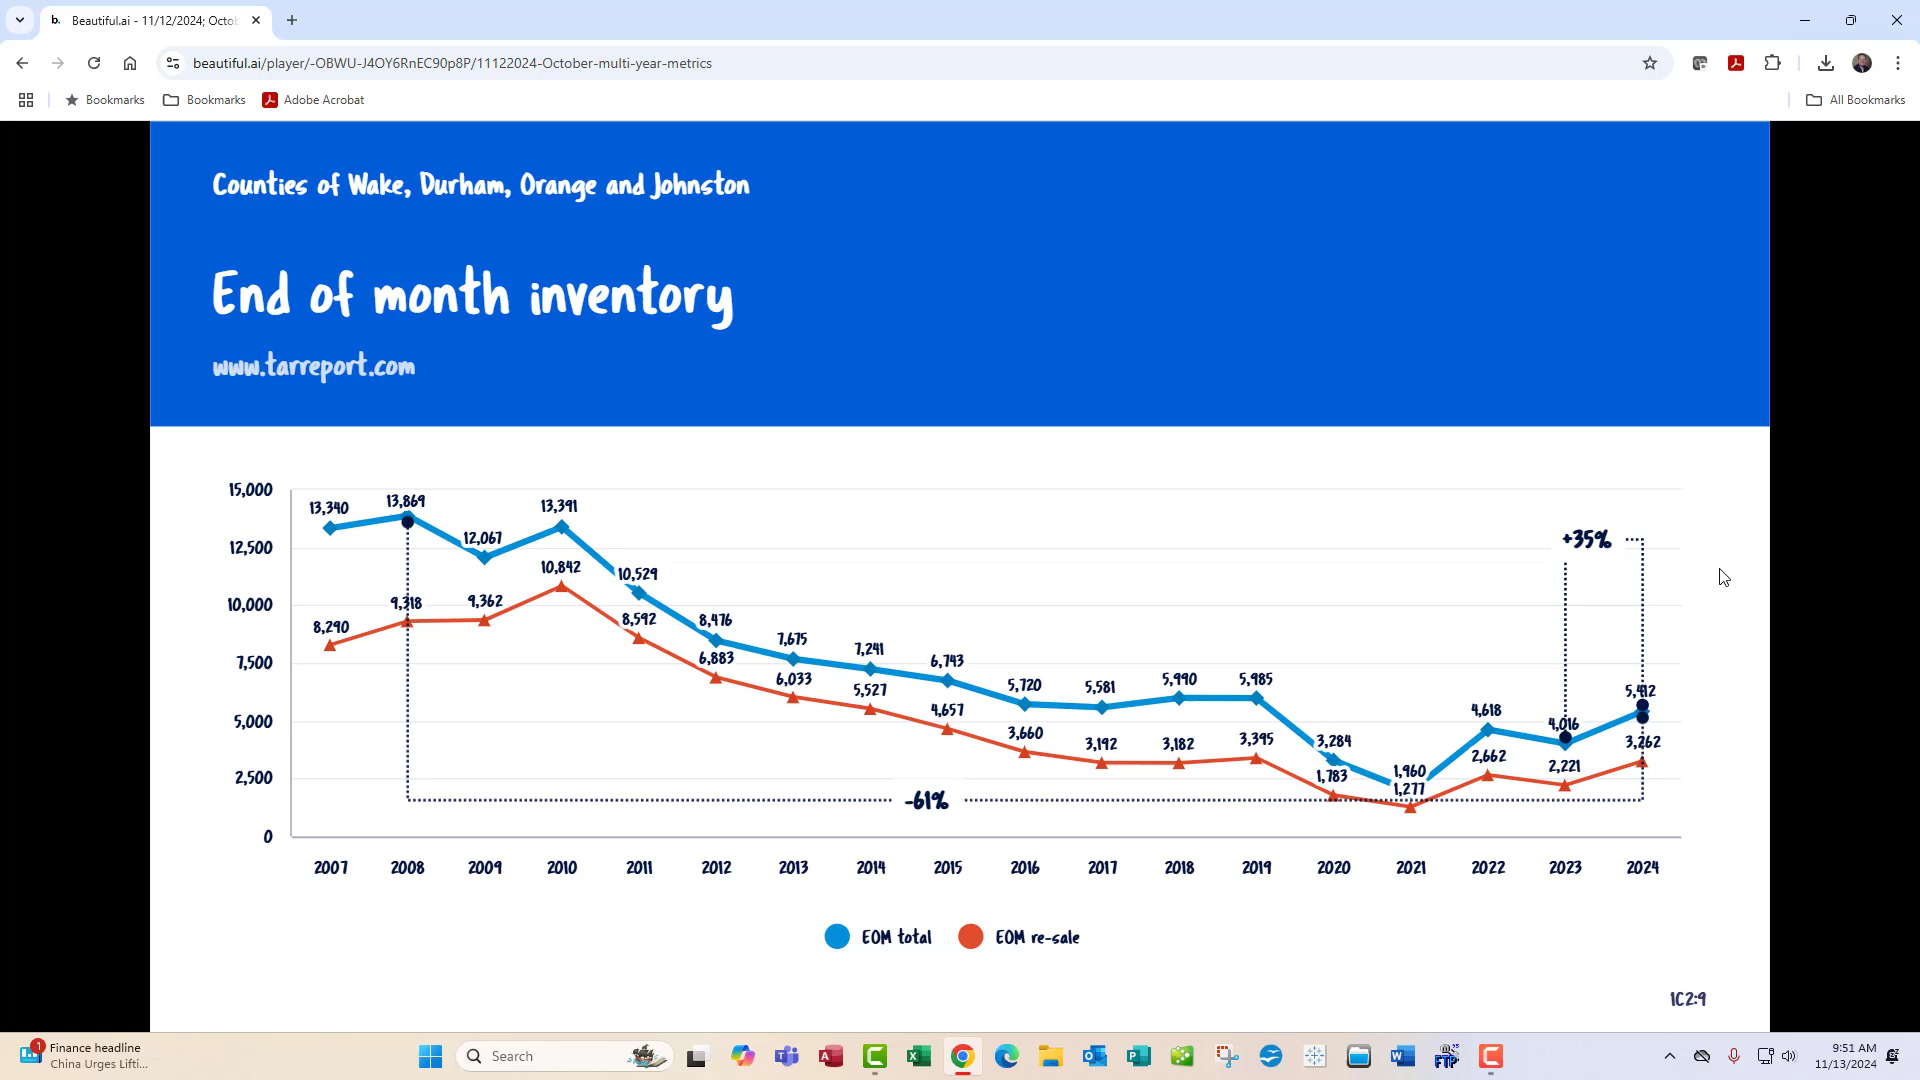 b. Beautiful.ai - 11/12/2024; Octo
beautiful.ai/player/-OBWU-J4OY6RnEC90p8P/11122024-October-multi-year-metrics
Bookmarks Bookmarks Adobe Acrobat All Bookmarks
Counties of Wake, Durham, Orange and Johnston
End of month inventory
www.tarreport.com
15,000
12,500
10,000
7,500
5,000
2,500
0
13,340 13,869 12,067 13,391 10,529 8,476 7,675 7,241 6,743 5,720 5,581 5,990 5,985 3,284 1,960 4,618 4,016 5,412
8,290 9,318 9,362 10,842 8,592 6,883 6,033 5,527 4,657 3,660 3,192 3,182 3,395 1,783 1,277 2,662 2,221 3,262
+35%
-61%
2007 2008 2009 2010 2011 2012 2013 2014 2015 2016 2017 2018 2019 2020 2021 2022 2023 2024
EOM total EOM re-sale
1C2:9
1
Finance headline
China Urges Lifti...
Search
FTP
9:51 AM
11/13/2024